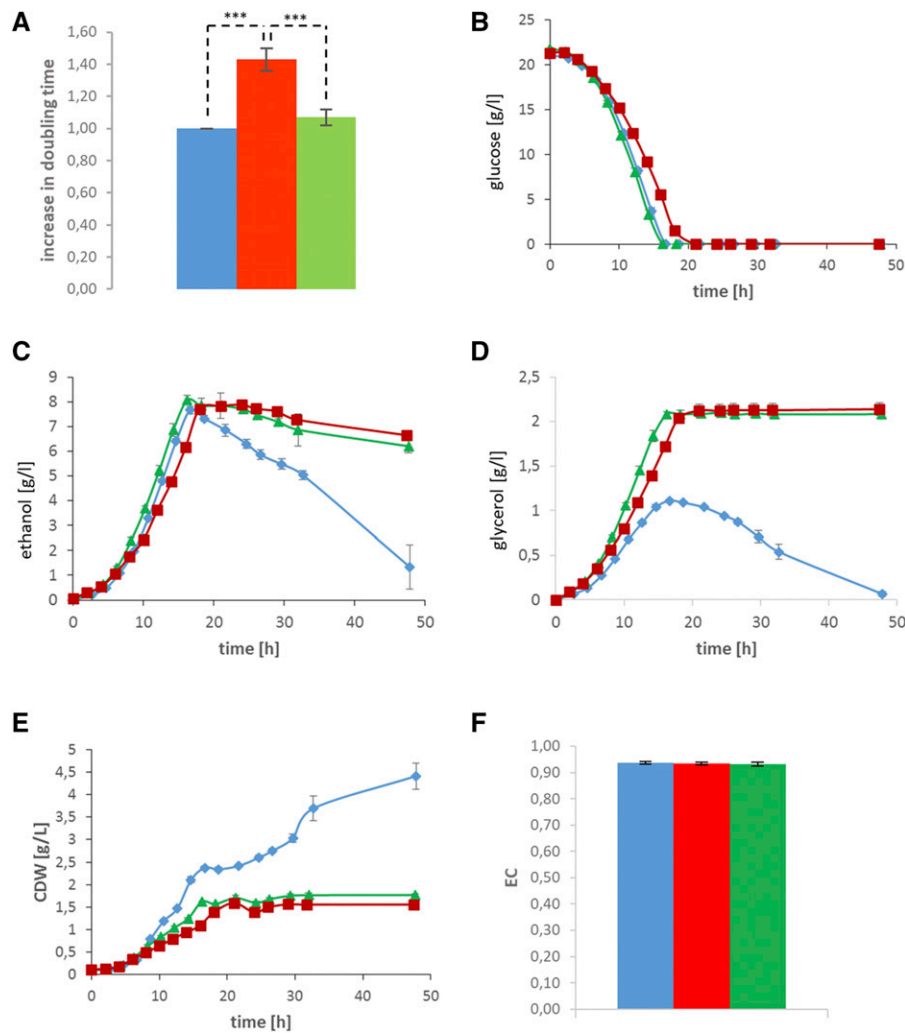 A
*** ***
increase in doubling time
1,40
1,20
1,00
0,80
0,60
0,40
0,20
0,00
B
glucose [g/l]
25
20
15
10
5
0
0 10 20 30 40 50
time [h]
C
ethanol [g/l]
9
8
7
6
5
4
3
2
1
0
0 10 20 30 40 50
time [h]
D
glycerol [g/l]
2,5
2
1,5
1
0,5
0
0 10 20 30 40 50
time [h]
E
CDW [g/L]
5
4,5
4
3,5
3
2,5
2
1,5
1
0,5
0
0 10 20 30 40 50
time [h]
F
EC
1,00
0,90
0,80
0,70
0,60
0,50
0,40
0,30
0,20
0,10
0,00